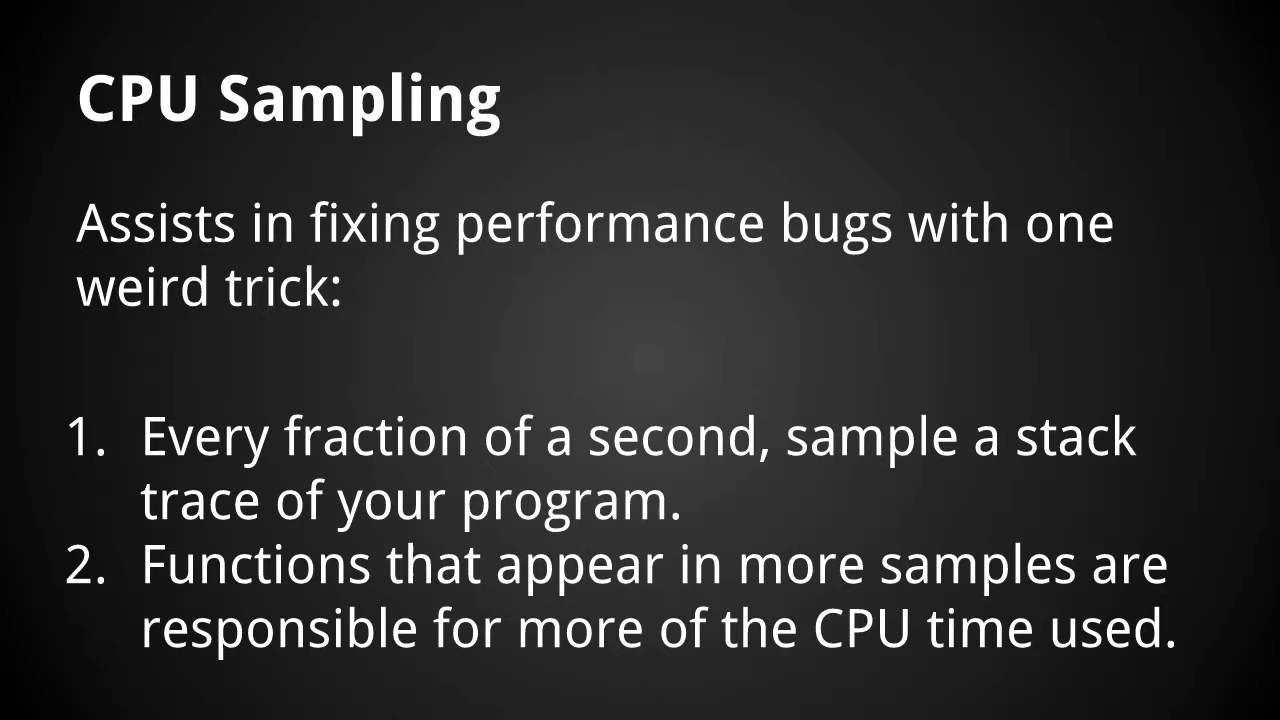 CPU Sampling
Assists in fixing performance bugs with one
weird trick:
1. Every fraction of a second, sample a stack
trace of your program.
2. Functions that appear in more samples are
responsible for more of the CPU time used.